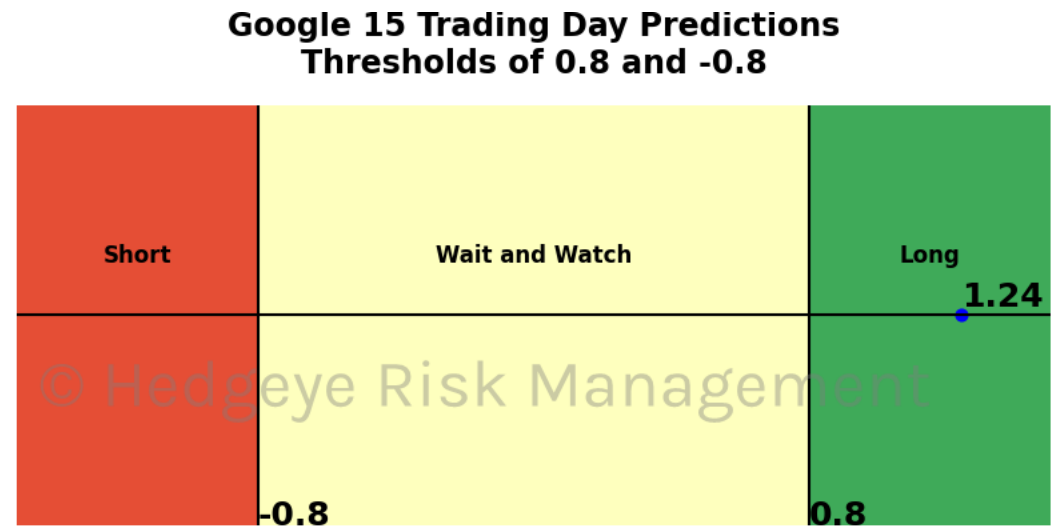 Google 15 Trading Day Predictions
Thresholds of 0.8 and -0.8
Short
Wait and Watch
Long
1.24
© Hedgeye Risk Management
-0.8
0.8